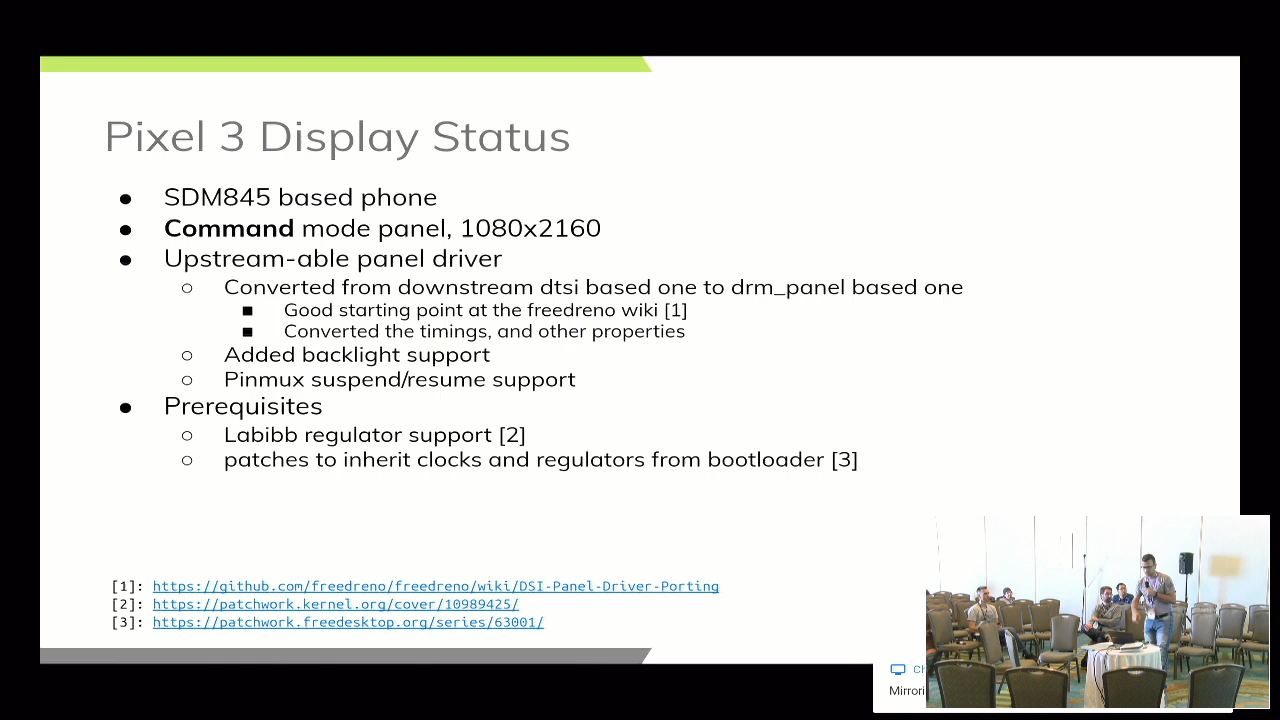 Pixel 3 Display Status
● SDM845 based phone
● Command mode panel, 1080x2160
● Upstream-able panel driver
○ Converted from downstream dtsi based one to drm_panel based one
■ Good starting point at the freedreno wiki [1]
■ Converted the timings, and other properties
○ Added backlight support
○ Pinmux suspend/resume support
● Prerequisites
○ Labibb regulator support [2]
○ patches to inherit clocks and regulators from bootloader [3]
[1]: https://github.com/freedreno/freedreno/wiki/DSI-Panel-Driver-Porting
[2]: https://patchwork.kernel.org/cover/10989425/
[3]: https://patchwork.freedesktop.org/series/63001/